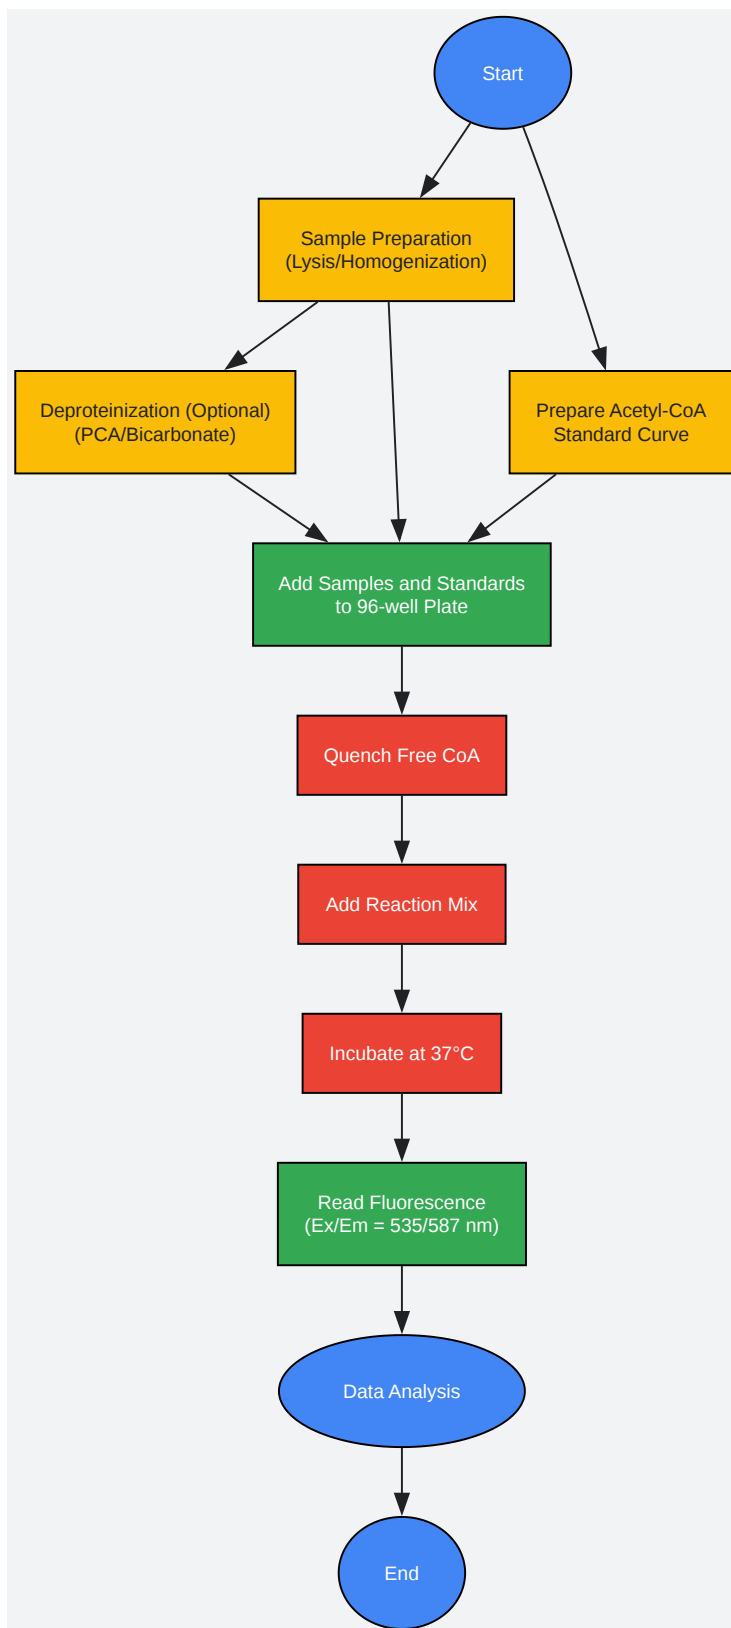 Start
Sample Preparation
(Lysis/Homogenization)
Deproteinization (Optional)
(PCA/Bicarbonate)
Prepare Acetyl-CoA
Standard Curve
Add Samples and Standards
to 96-well Plate
Quench Free CoA
Add Reaction Mix
Incubate at 37°C
Read Fluorescence
(Ex/Em = 535/587 nm)
Data Analysis
End